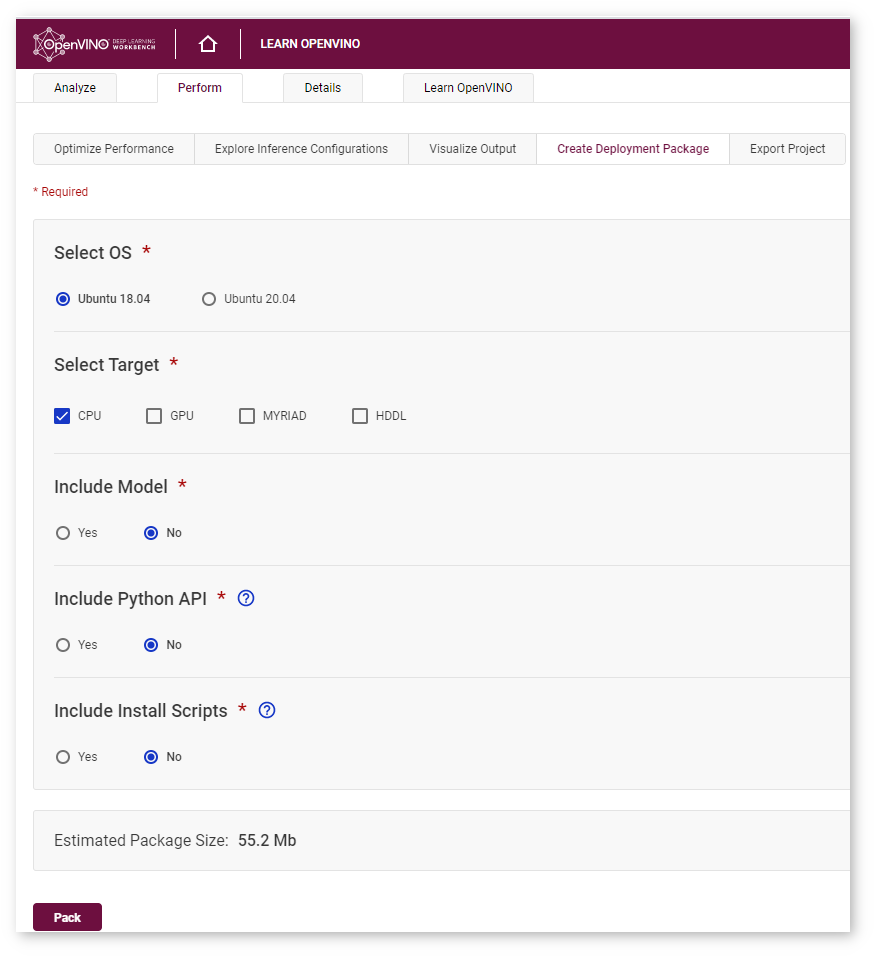 OpenVINO® DEEP LEARNING WORKBENCH LEARN OPENVINO
Analyze Perform Details Learn OpenVINO
Optimize Performance Explore Inference Configurations Visualize Output Create Deployment Package Export Project
* Required
Select OS *
Ubuntu 18.04 Ubuntu 20.04
Select Target *
CPU GPU MYRIAD HDDL
Include Model *
Yes No
Include Python API * ?
Yes No
Include Install Scripts * ?
Yes No
Estimated Package Size: 55.2 Mb
Pack